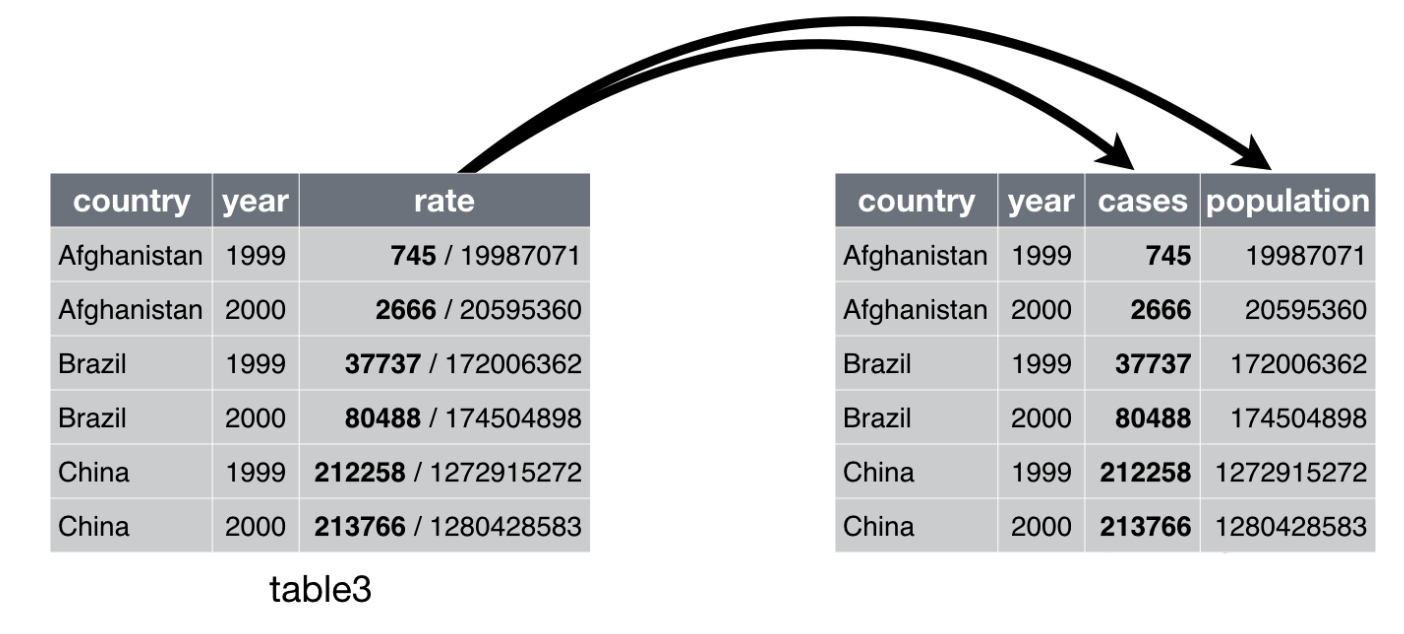 country year rate country year cases population
Afghanistan 1999 745 / 19987071 Afghanistan 1999 745 19987071
Afghanistan 2000 2666 / 20595360 Afghanistan 2000 2666 20595360
Brazil 1999 37737 / 172006362 Brazil 1999 37737 172006362
Brazil 2000 80488 / 174504898 Brazil 2000 80488 174504898
China 1999 212258 / 1272915272 China 1999 212258 1272915272
China 2000 213766 / 1280428583 China 2000 213766 1280428583
table3